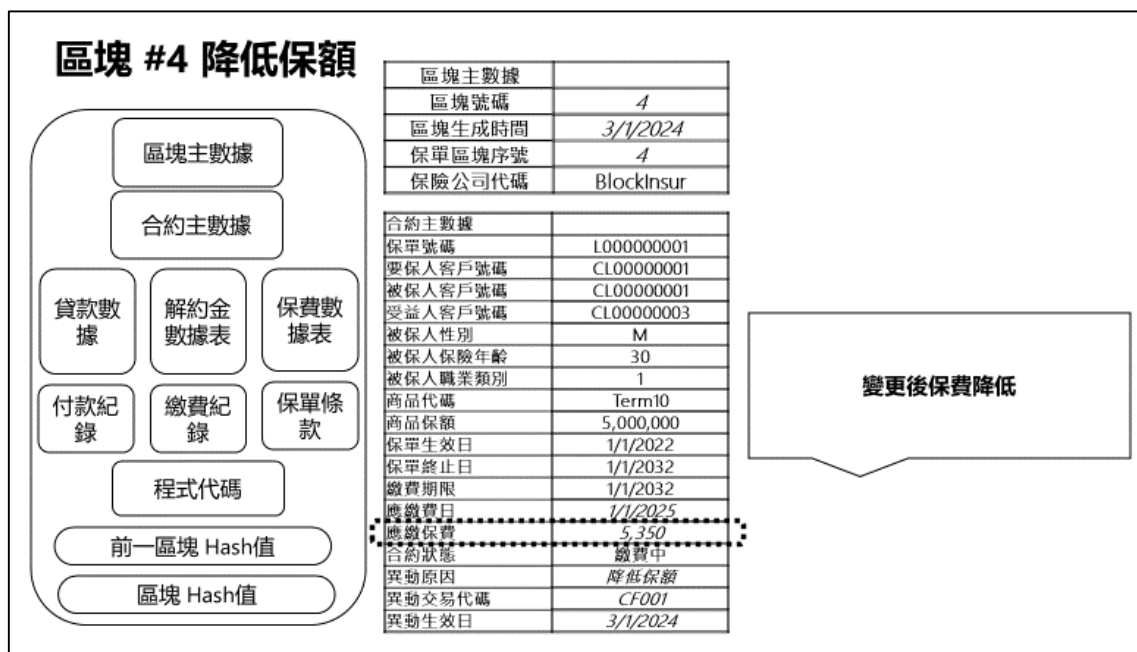 區塊 #4 降低保額
區塊主數據
合約主數據
貸款數
據
解約金
數據表
保費數
據表
付款紀
錄
繳費紀
錄
保單條
款
程式代碼
前一區塊 Hash值
區塊 Hash值
區塊主數據
區塊號碼 4
區塊生成時間 3/1/2024
保單區塊序號 4
保險公司代碼 BlockInsur
合約主數據
保單號碼 L000000001
要保人客戶號碼 CL00000001
被保人客戶號碼 CL00000001
受益人客戶號碼 CL00000003
被保人性別 M
被保人保險年齡 30
被保人職業類別 1
商品代碼 Term10
商品保額 5,000,000
保單生效日 1/1/2022
保單終止日 1/1/2032
繳費期限 1/1/2032
應繳費日 1/1/2025
應繳保費 5,350
合約狀態 繳費中
異動原因 降低保額
異動交易代碼 CF001
異動生效日 3/1/2024
變更後保費降低